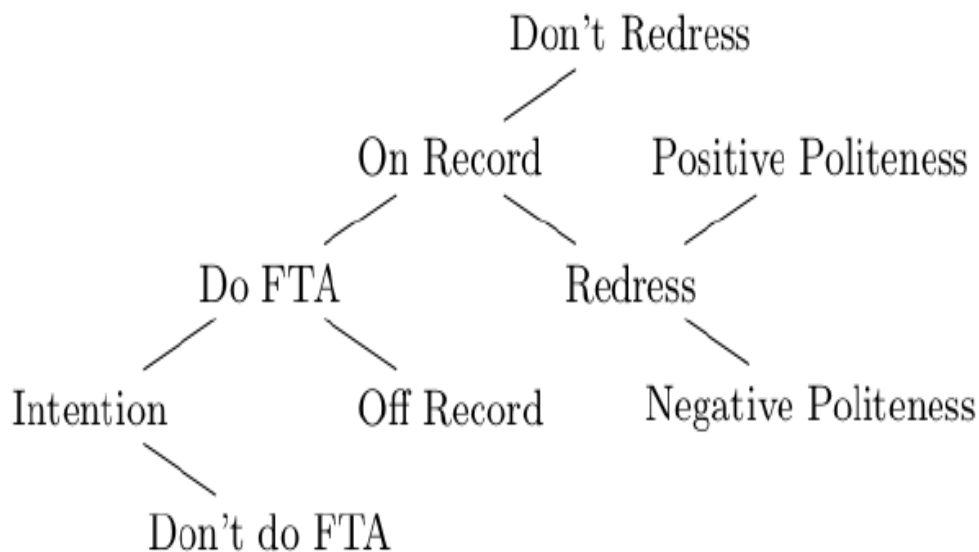 Don't Redress
On Record
Positive Politeness
Do FTA
Redress
Intention
Off Record
Negative Politeness
Don't do FTA